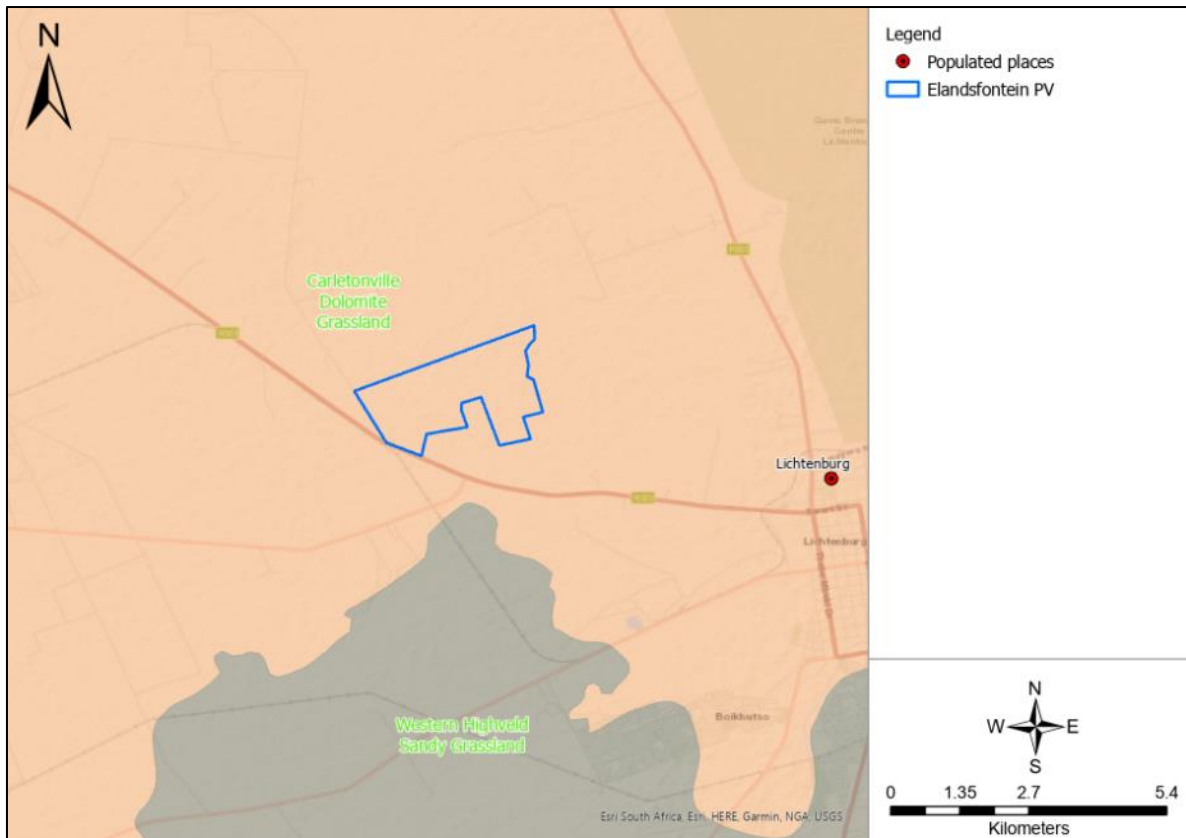 N
Legend
Populated places
Elandsfontein PV
Carletonville
Dolomite
Grassland
Lichtenburg
Lichtenburg
Western Highveld
Sandy Grassland
Boikhutso
Esri South Africa, Esri, HERE, Garmin, NGA, USGS
N
W
E
S
0
1.35
2.7
5.4
Kilometers